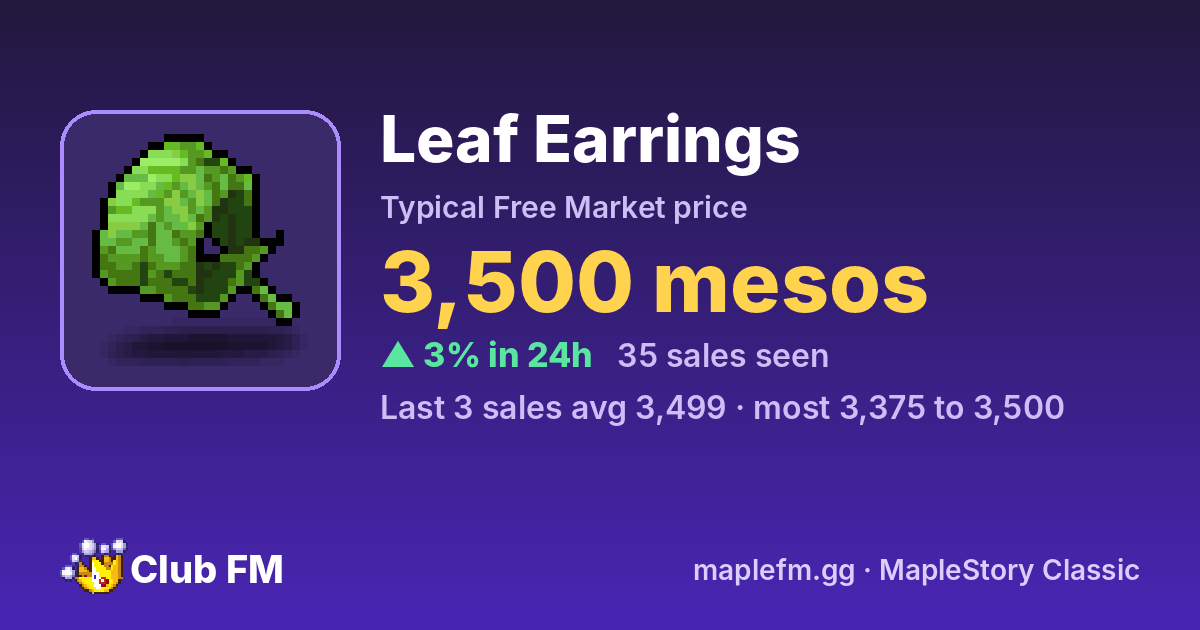 Leaf Earrings
Typical Free Market price
3,500 mesos
▲ 3% in 24h 35 sales seen
Last 3 sales avg 3,499 · most 3,375 to 3,500
Club FM
maplefm.gg · MapleStory Classic